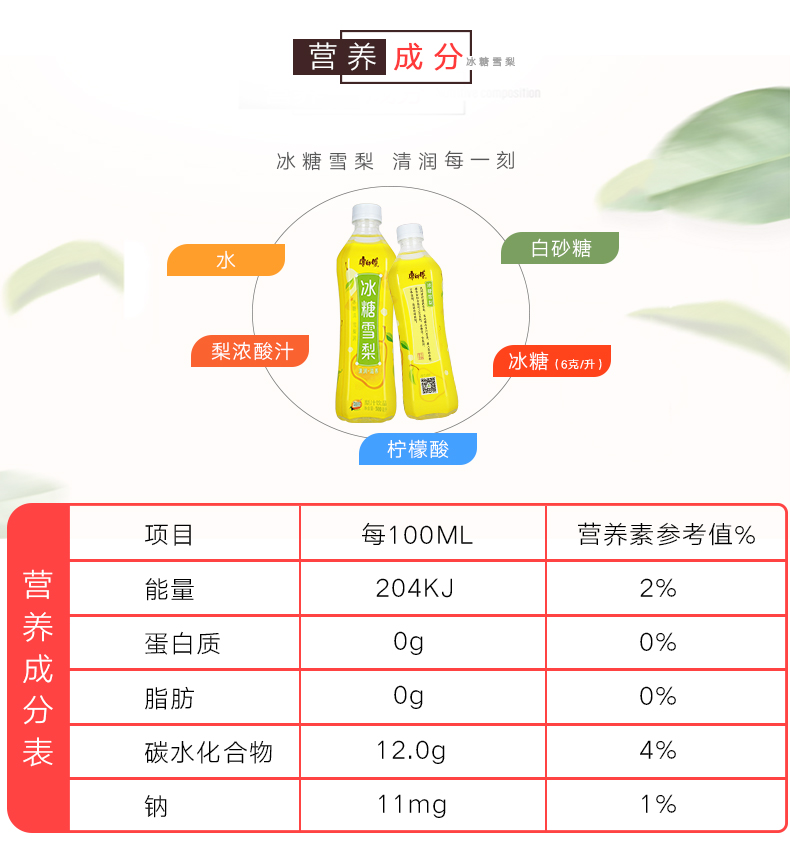 营养成分
冰糖雪梨
冰糖雪梨 清润每一刻
水
白砂糖
梨浓酸汁
冰糖（6克/升）
柠檬酸
康师傅
冰糖雪梨
营养成分表
项目 每100ML 营养素参考值%
能量 204KJ 2%
蛋白质 0g 0%
脂肪 0g 0%
碳水化合物 12.0g 4%
钠 11mg 1%